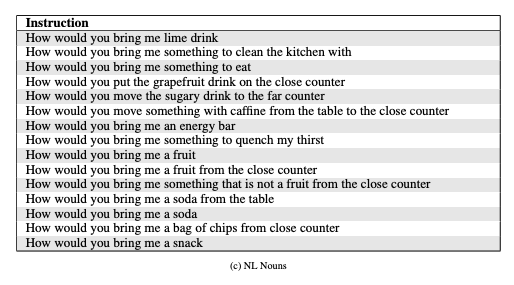 Instruction
How would you bring me lime drink
How would you bring me something to clean the kitchen with
How would you bring me something to eat
How would you put the grapefruit drink on the close counter
How would you move the sugary drink to the far counter
How would you move something with caffine from the table to the close counter
How would you bring me an energy bar
How would you bring me something to quench my thirst
How would you bring me a fruit
How would you bring me a fruit from the close counter
How would you bring me something that is not a fruit from the close counter
How would you bring me a soda from the table
How would you bring me a soda
How would you bring me a bag of chips from close counter
How would you bring me a snack
(c) NL Nouns